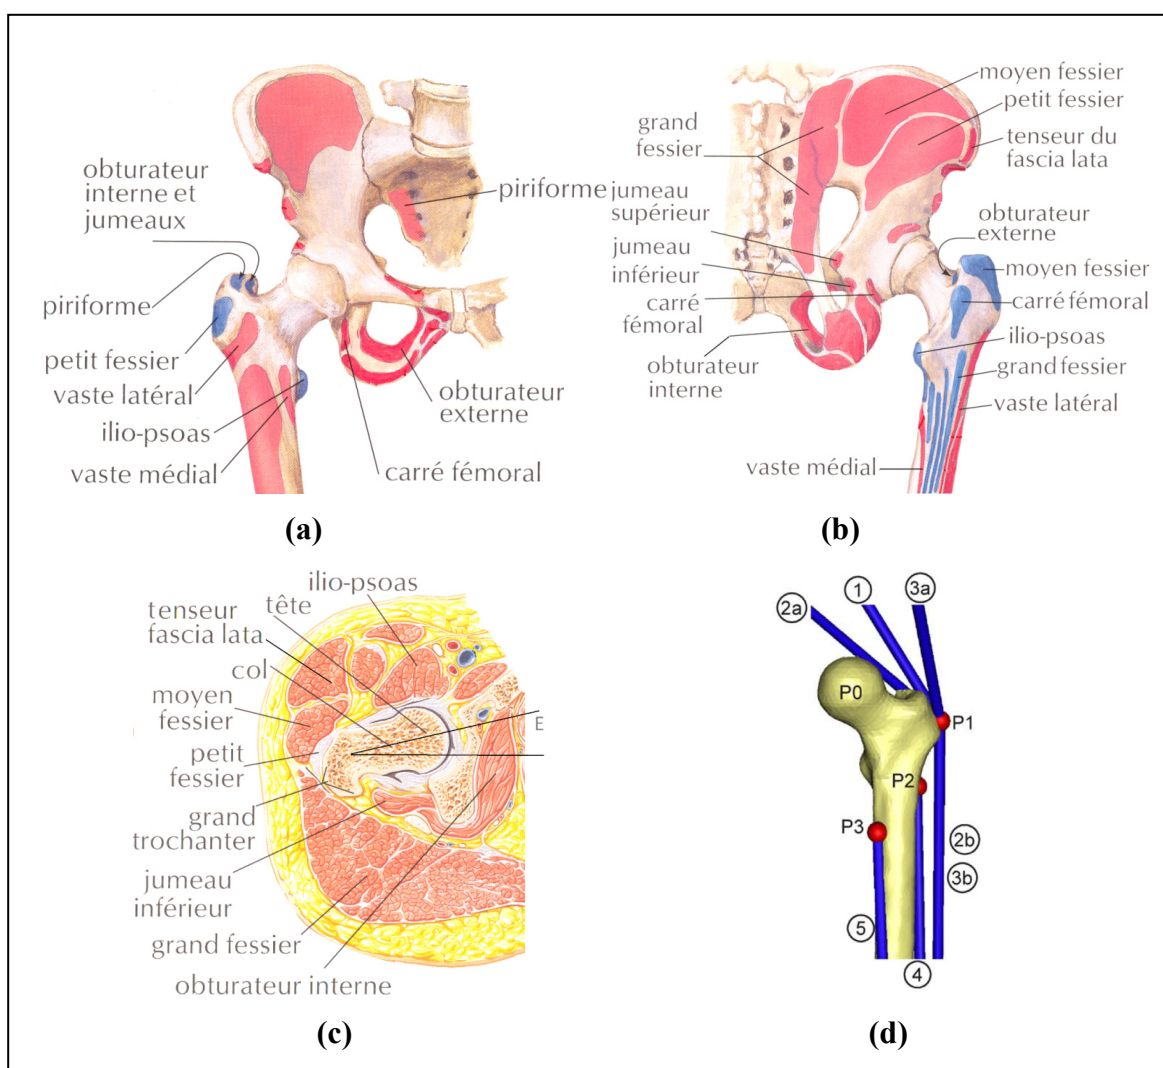 obturateur
interne et
jumeaux
piriforme
piriforme
petit fessier
vaste latéral
ilio-psoas
vaste médial
obturateur
externe
carré fémoral
(a)
moyen fessier
petit fessier
grand
fessier
tenseur du
fascia lata
jumeau
supérieur
obturateur
externe
jumeau
inférieur
moyen fessier
carré
fémoral
carré fémoral
ilio-psoas
obturateur
interne
grand fessier
vaste latéral
vaste médial
(b)
ilio-psoas
tête
tenseur
fascia lata
col
moyen
fessier
E
petit
fessier
grand
trochanter
jumeau
inférieur
grand fessier
obturateur interne
(c)
2a
1
3a
P0
P1
P2
P3
2b
3b
5
4
(d)